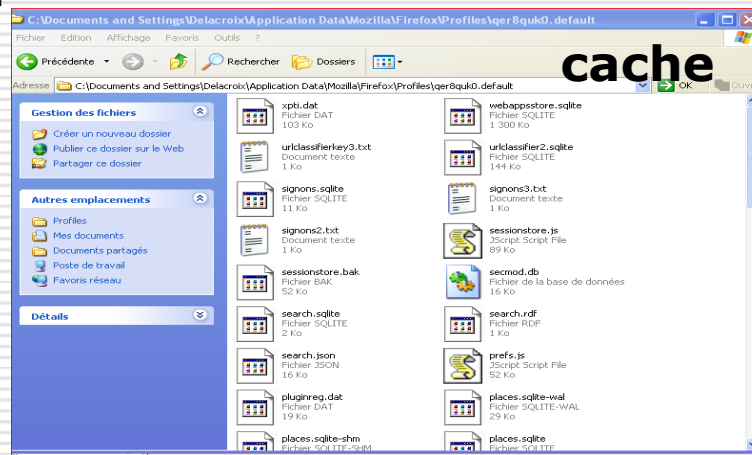 C:\Documents and Settings\Delacroix\Application Data\Mozilla\Firefox\Profiles\qer8quk0.default
Fichier Edition Affichage Favoris Outils ?
Précédente Rechercher Dossiers
cache
Adresse C:\Documents and Settings\Delacroix\Application Data\Mozilla\Firefox\Profiles\qer8quk0.default OK
Gestion des fichiers
Créer un nouveau dossier
Publier ce dossier sur le Web
Partager ce dossier
Autres emplacements
Profiles
Mes documents
Documents partagés
Poste de travail
Favoris réseau
Détails
xpti.dat
Fichier DAT
103 Ko
webappsstore.sqlite
Fichier SQLITE
1 300 Ko
urlclassifierkey3.txt
Document texte
1 Ko
urlclassifier2.sqlite
Fichier SQLITE
144 Ko
signons.sqlite
Fichier SQLITE
11 Ko
signons3.txt
Document texte
1 Ko
signons2.txt
Document texte
1 Ko
sessionstore.js
JScript Script File
89 Ko
sessionstore.bak
Fichier BAK
52 Ko
secmod.db
Fichier de la base de données
16 Ko
search.sqlite
Fichier SQLITE
2 Ko
search.rdf
Fichier RDF
1 Ko
search.json
Fichier JSON
16 Ko
prefs.js
JScript Script File
52 Ko
pluginreg.dat
Fichier DAT
19 Ko
places.sqlite-wal
Fichier SQLITE-WAL
29 Ko
places.sqlite-shm
Fichier SQLITE-SHM
places.sqlite
Fichier SQLITE